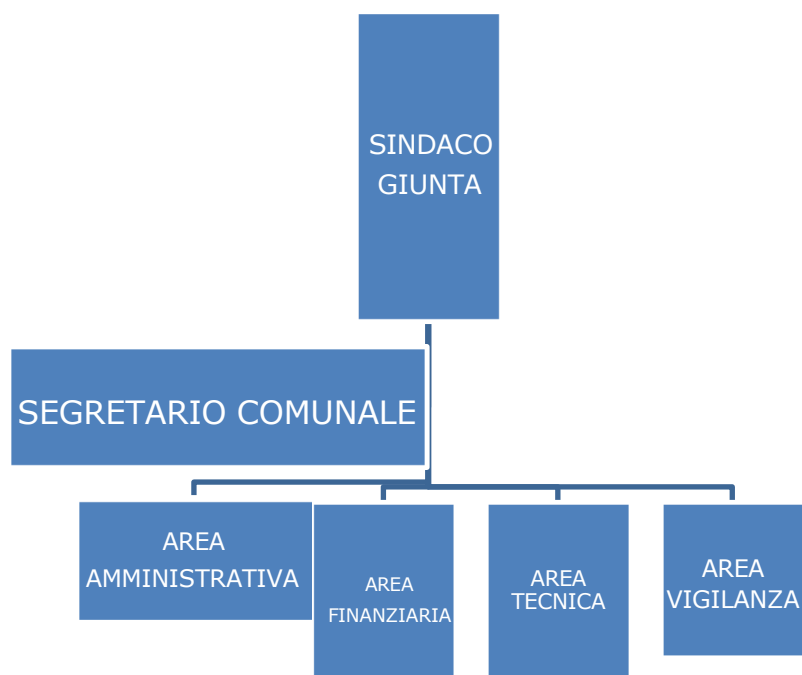 SINDACO
GIUNTA
SEGRETARIO COMUNALE
AREA
AMMINISTRATIVA
AREA
FINANZIARIA
AREA
TECNICA
AREA
VIGILANZA